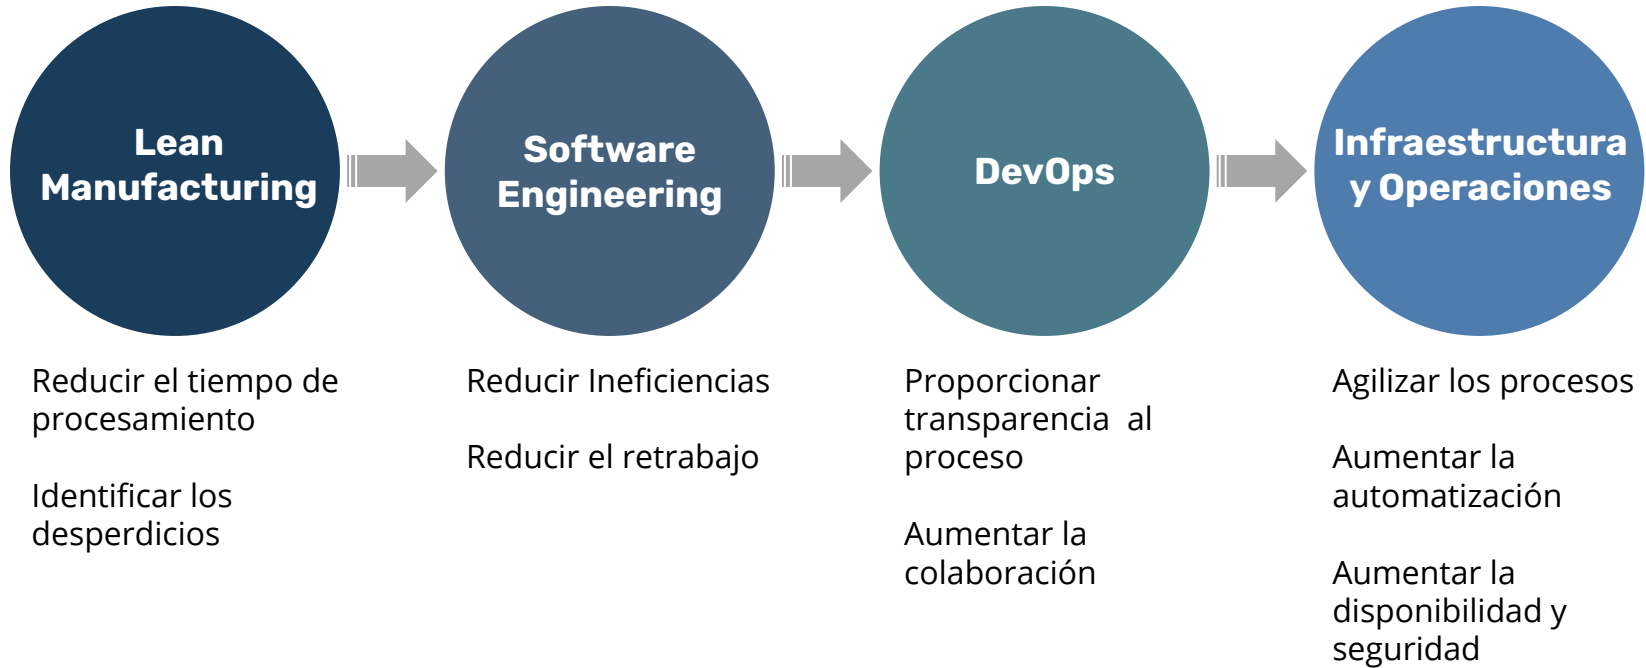 Lean
Manufacturing
Software
Engineering
DevOps
Infraestructura
y Operaciones
Reducir el tiempo de
procesamiento
Identificar los
desperdicios
Reducir Ineficiencias
Reducir el retrabajo
Proporcionar
transparencia  al
proceso
Aumentar la
colaboración
Agilizar los procesos
Aumentar la
automatización
Aumentar la
disponibilidad y
seguridad